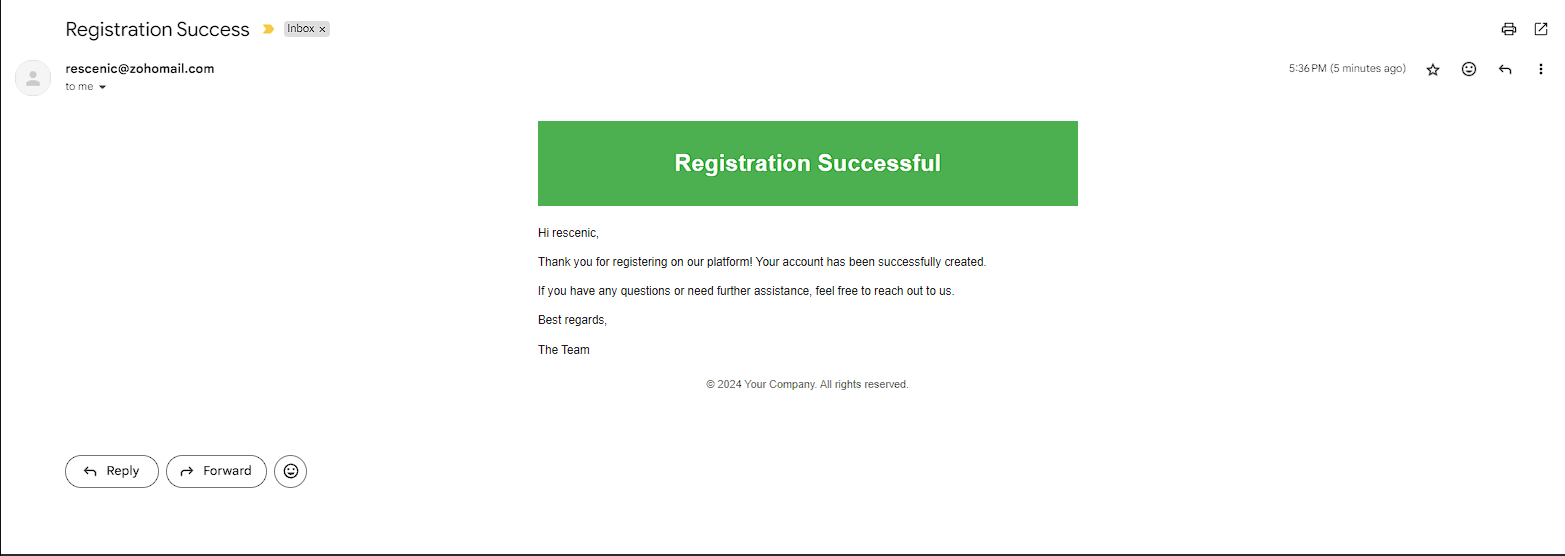 Registration Success
Inbox x
rescenic@zohomail.com
5:36 PM (5 minutes ago)
to me
Registration Successful
Hi rescenic,
Thank you for registering on our platform! Your account has been successfully created.
If you have any questions or need further assistance, feel free to reach out to us.
Best regards,
The Team
© 2024 Your Company. All rights reserved.
Reply
Forward